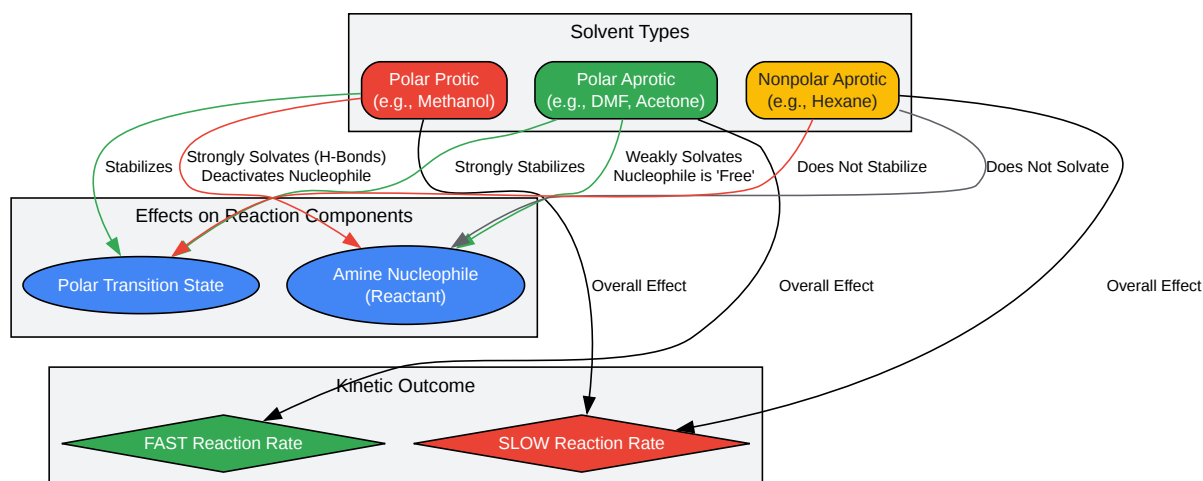 Solvent Types
Polar Protic
(e.g., Methanol)
Polar Aprotic
(e.g., DMF, Acetone)
Nonpolar Aprotic
(e.g., Hexane)
Stabilizes
Strongly Solvates (H-Bonds)
Deactivates Nucleophile
Strongly Stabilizes
Weakly Solvates
Nucleophile is 'Free'
Does Not Stabilize
Does Not Solvate
Effects on Reaction Components
Polar Transition State
Amine Nucleophile
(Reactant)
Overall Effect
Overall Effect
Overall Effect
Kinetic Outcome
FAST Reaction Rate
SLOW Reaction Rate